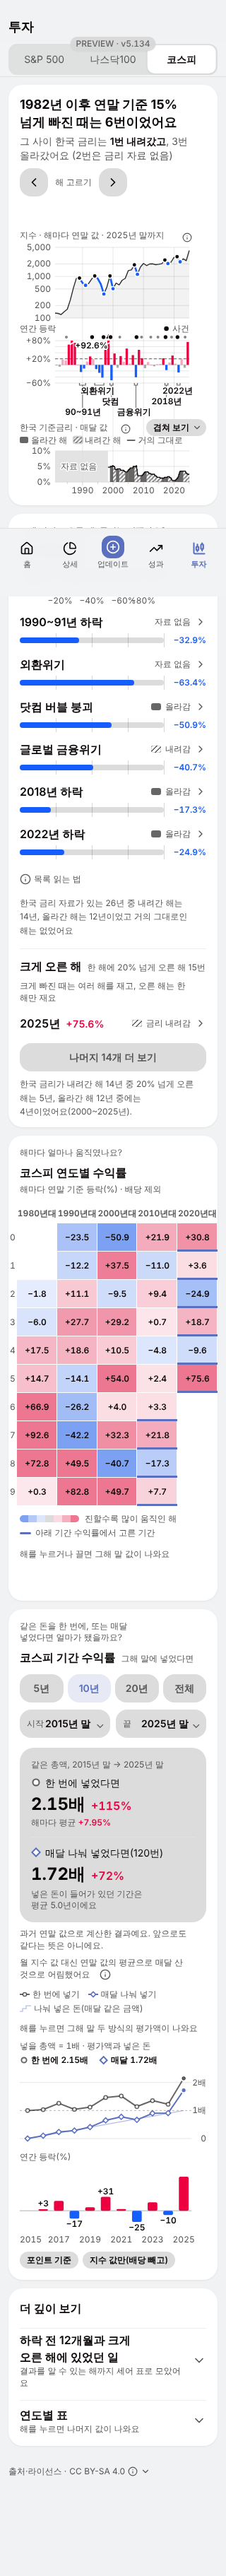 투자
PREVIEW · v5.134
S&P 500
나스닥100
코스피
1982년 이후 연말 기준 15%
넘게 빠진 때는 6번이었어요
그 사이 한국 금리는 1번 내려갔고, 3번
올라갔어요 (2번은 금리 자료 없음)
해 고르기
지수 · 해마다 연말 값 · 2025년 말까지
5,000
2,000
1,000
500
200
100
연간 등락
사건
+80%
+92.6%
+20%
−60%
외환위기
2022년
닷컴
2018년
90~91년
금융위기
한국 기준금리 · 매달 값
겹쳐 보기
올라간 해
내려간 해
거의 그대로
10%
5%
자료 없음
0%
1990
2000
2010
2020
홈
상세
업데이트
성과
투자
−20%
−40%
−60%
−80%
1990~91년 하락
자료 없음
−32.9%
외환위기
자료 없음
−63.4%
닷컴 버블 붕괴
올라감
−50.9%
글로벌 금융위기
내려감
−40.7%
2018년 하락
올라감
−17.3%
2022년 하락
올라감
−24.9%
목록 읽는 법
한국 금리 자료가 있는 26년 중 내려간 해는
14년, 올라간 해는 12년이었고 거의 그대로인
해는 없었어요
크게 오른 해
한 해에 20% 넘게 오른 해 15번
크게 빠진 때는 여러 해를 재고, 오른 해는 한
해만 재요
2025년
+75.6%
금리 내려감
나머지 14개 더 보기
한국 금리가 내려간 해 14년 중 20% 넘게 오른
해는 5년, 올라간 해 12년 중에는
4년이었어요(2000~2025년).
해마다 얼마나 움직였나요?
코스피 연도별 수익률
해마다 연말 기준 등락(%) · 배당 제외
1980년대 1990년대 2000년대 2010년대 2020년대
0 −23.5 −50.9 +21.9 +30.8
1 −12.2 +37.5 −11.0 +3.6
2 −1.8 +11.1 −9.5 +9.4 −24.9
3 −6.0 +27.7 +29.2 +0.7 +18.7
4 +17.5 +18.6 +10.5 −4.8 −9.6
5 +14.7 −14.1 +54.0 +2.4 +75.6
6 +66.9 −26.2 +4.0 +3.3
7 +92.6 −42.2 +32.3 +21.8
8 +72.8 +49.5 −40.7 −17.3
9 +0.3 +82.8 +49.7 +7.7
진할수록 많이 움직인 해
아래 기간 수익률에서 고른 기간
해를 누르거나 끌면 그해 말 값이 나와요
같은 돈을 한 번에, 또는 매달
넣었다면 얼마가 됐을까요?
코스피 기간 수익률
그해 말에 넣었다면
5년
10년
20년
전체
시작 2015년 말
끝 2025년 말
같은 총액, 2015년 말 → 2025년 말
한 번에 넣었다면
2.15배 +115%
해마다 평균 +7.95%
매달 나눠 넣었다면(120번)
1.72배 +72%
넣은 돈이 들어가 있던 기간은
평균 5.0년이에요
과거 연말 값으로 계산한 결과예요. 앞으로도
같다는 뜻은 아니에요.
월 지수 값 대신 연말 값의 평균으로 매달 산
것으로 어림했어요
한 번에 넣기
매달 나눠 넣기
나눠 넣은 돈(매달 같은 금액)
해를 누르면 그해 말 두 방식의 평가액이 나와요
넣을 총액 = 1배 · 평가액과 넣은 돈
한 번에 2.15배
매달 1.72배
2배
1배
0
연간 등락(%)
+3
−17
+31
−25
−10
2015
2017
2019
2021
2023
2025
포인트 기준
지수 값만(배당 빼고)
더 깊이 보기
하락 전 12개월과 크게
오른 해에 있었던 일
결과를 알 수 있는 해까지 세어 표로 모았어
요
연도별 표
해를 누르면 나머지 값이 나와요
출처·라이선스 · CC BY-SA 4.0